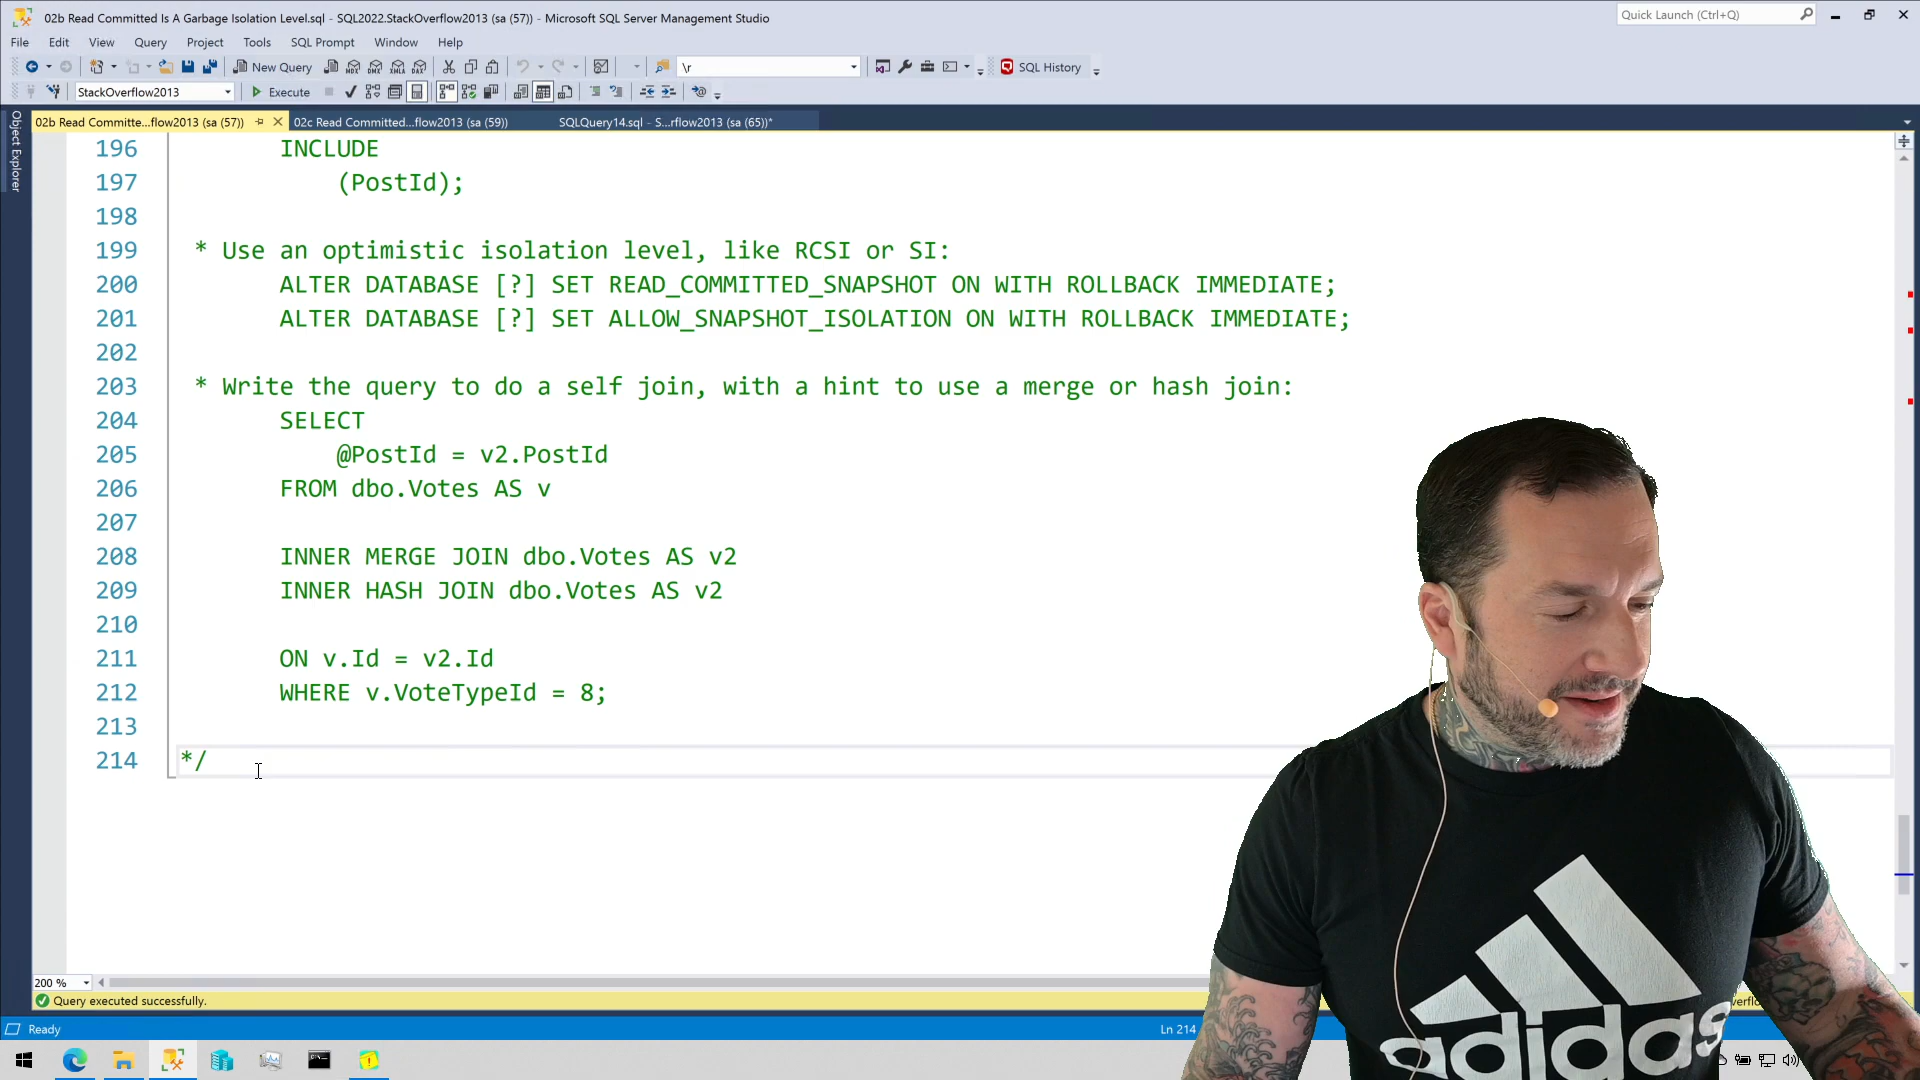 02b Read Committed Is A Garbage Isolation Level.sql - SQL2022.StackOverflow2013 (sa (57)) - Microsoft SQL Server Management Studio
Quick Launch (Ctrl+Q)
File Edit View Query Project Tools SQL Prompt Window Help
New Query MDX DMX XMLA DAX \r SQL History
StackOverflow2013 Execute
02b Read Committe...flow2013 (sa (57)) 02c Read Committed...flow2013 (sa (59)) SQLQuery14.sql - S...rflow2013 (sa (65))*
Object Explorer
196 INCLUDE
197 (PostId);
198
199 * Use an optimistic isolation level, like RCSI or SI:
200 ALTER DATABASE [?] SET READ_COMMITTED_SNAPSHOT ON WITH ROLLBACK IMMEDIATE;
201 ALTER DATABASE [?] SET ALLOW_SNAPSHOT_ISOLATION ON WITH ROLLBACK IMMEDIATE;
202
203 * Write the query to do a self join, with a hint to use a merge or hash join:
204 SELECT
205 @PostId = v2.PostId
206 FROM dbo.Votes AS v
207
208 INNER MERGE JOIN dbo.Votes AS v2
209 INNER HASH JOIN dbo.Votes AS v2
210
211 ON v.Id = v2.Id
212 WHERE v.VoteTypeId = 8;
213
214 */
200 %
Query executed successfully.
Ready Ln 214
adidas